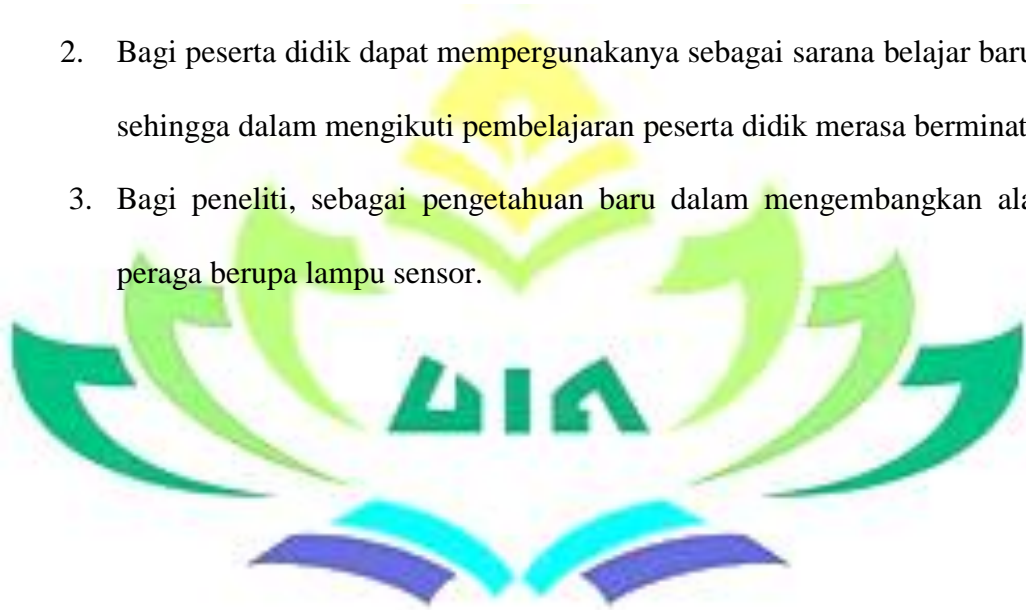 2. Bagi peserta didik dapat mempergunakanya sebagai sarana belajar baru
sehingga dalam mengikuti pembelajaran peserta didik merasa berminat
3. Bagi peneliti, sebagai pengetahuan baru dalam mengembangkan ala
peraga berupa lampu sensor.